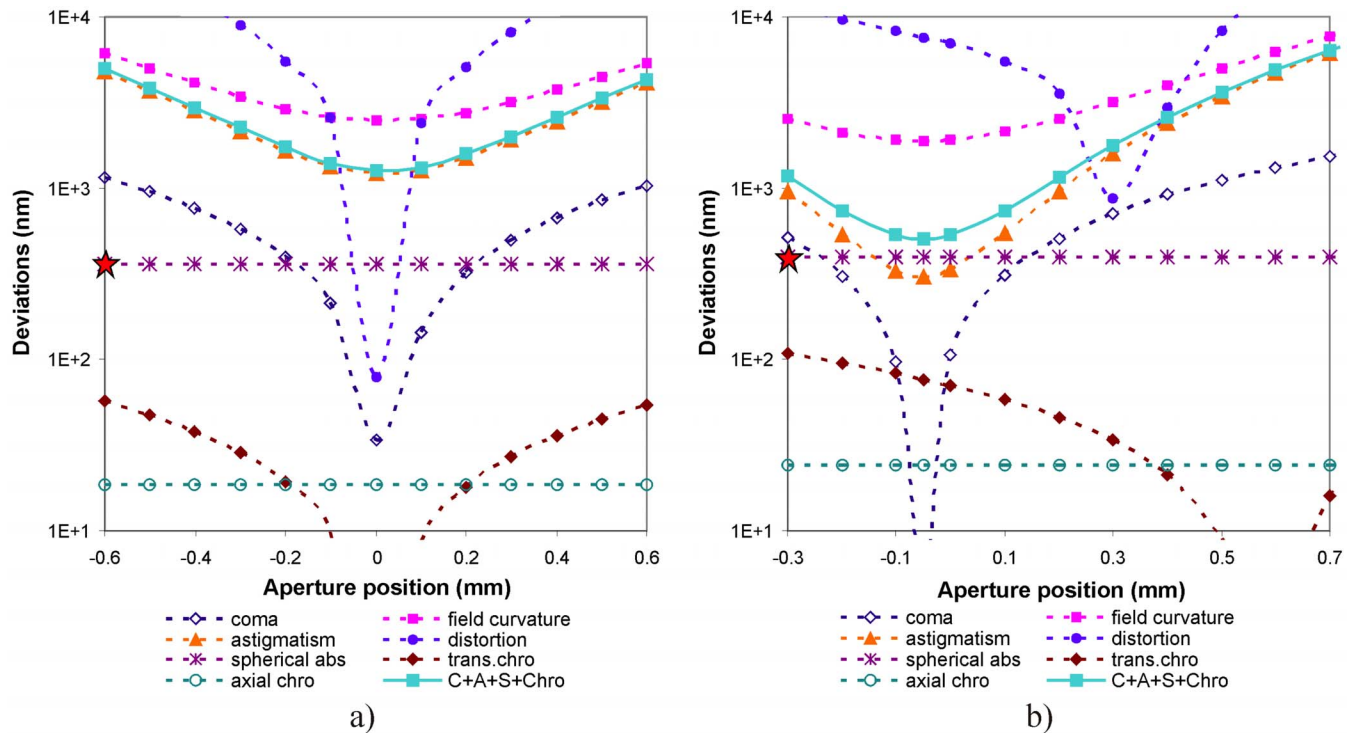 1E+4
1E+3
1E+2
1E+1
Deviations (nm)
-0.6 -0.4 -0.2 0 0.2 0.4 0.6
Aperture position (mm)
coma field curvature
astigmatism distortion
spherical abs trans.chro
axial chro C+A+S+Chro
a)
1E+4
1E+3
1E+2
1E+1
Deviations (nm)
-0.3 -0.1 0.1 0.3 0.5 0.7
Aperture position (mm)
coma field curvature
astigmatism distortion
spherical abs trans.chro
axial chro C+A+S+Chro
b)